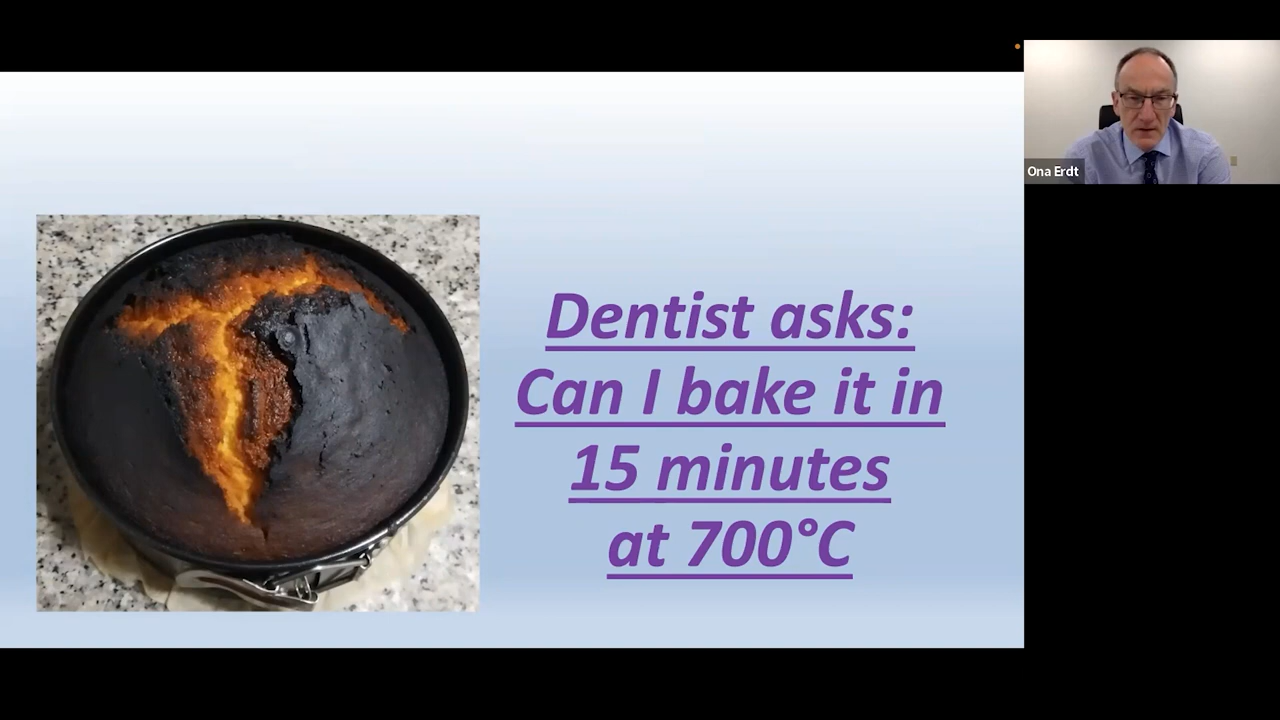 Dentist asks:
Can I bake it in
15 minutes
at 700°C
Ona Erdt